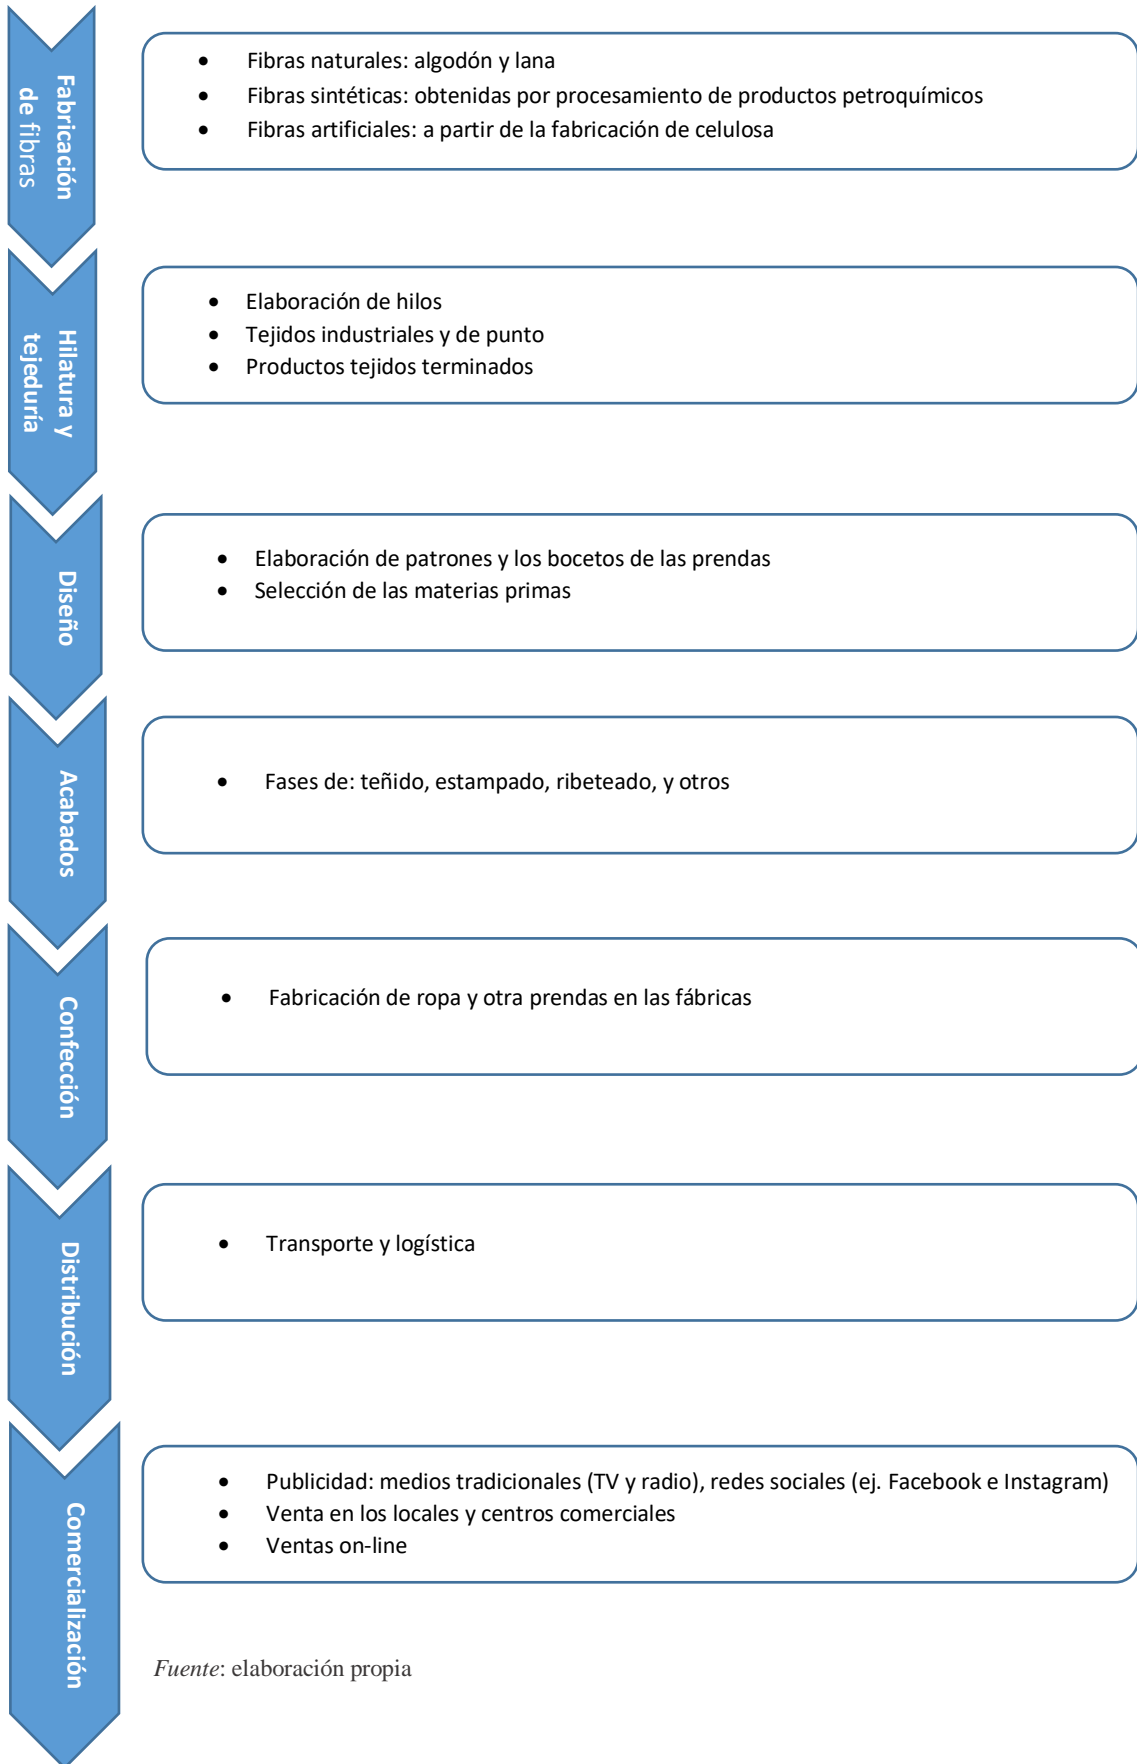 Fabricación
de fibras
• Fibras naturales: algodón y lana
• Fibras sintéticas: obtenidas por procesamiento de productos petroquímicos
• Fibras artificiales: a partir de la fabricación de celulosa
Hilatura y
tejeduría
• Elaboración de hilos
• Tejidos industriales y de punto
• Productos tejidos terminados
Diseño
• Elaboración de patrones y los bocetos de las prendas
• Selección de las materias primas
Acabados
• Fases de: teñido, estampado, ribeteado, y otros
Confección
• Fabricación de ropa y otra prendas en las fábricas
Distribución
• Transporte y logística
Comercialización
• Publicidad: medios tradicionales (TV y radio), redes sociales (ej. Facebook e Instagram)
• Venta en los locales y centros comerciales
• Ventas on-line
Fuente: elaboración propia